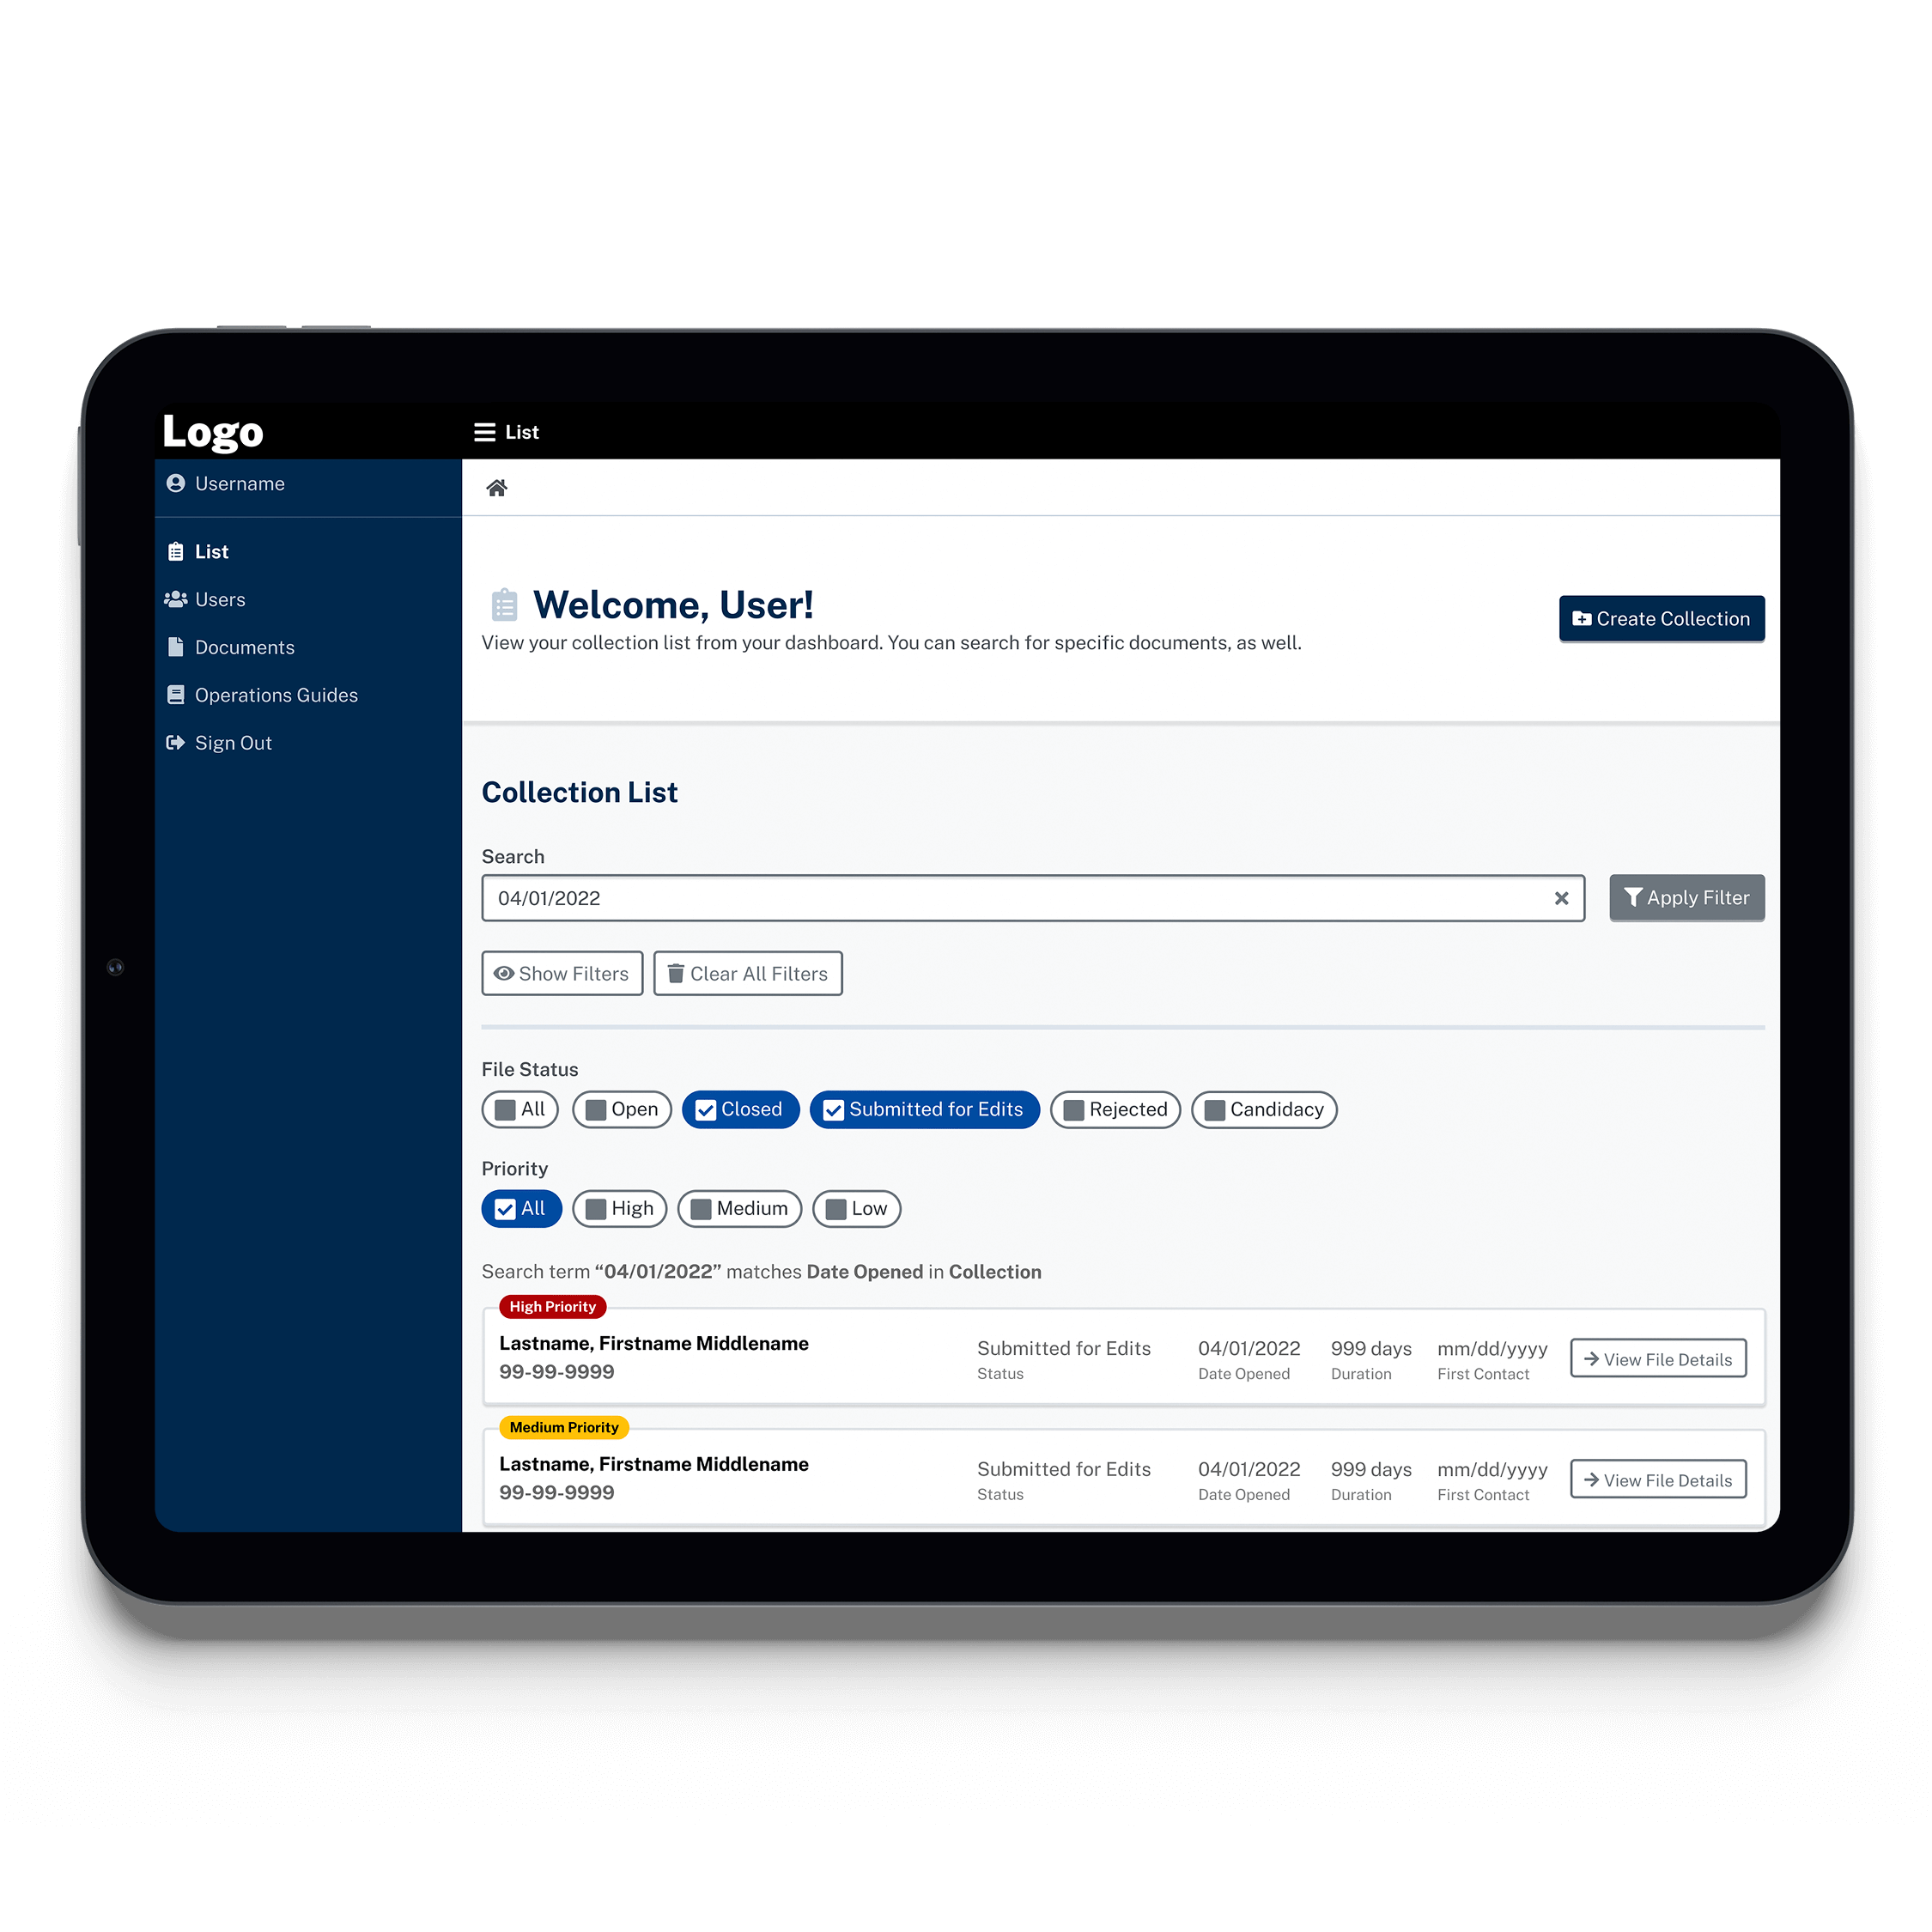 Logo
List
Username
List
Users
Documents
Operations Guides
Sign Out
Welcome, User!
View your collection list from your dashboard. You can search for specific documents, as well.
Create Collection
Collection List
Search
04/01/2022
Apply Filter
Show Filters
Clear All Filters
File Status
All
Open
Closed
Submitted for Edits
Rejected
Candidacy
Priority
All
High
Medium
Low
Search term “04/01/2022” matches Date Opened in Collection
High Priority
Lastname, Firstname Middlename
99-99-9999
Submitted for Edits
Status
04/01/2022
Date Opened
999 days
Duration
mm/dd/yyyy
First Contact
View File Details
Medium Priority
Lastname, Firstname Middlename
99-99-9999
Submitted for Edits
Status
04/01/2022
Date Opened
999 days
Duration
mm/dd/yyyy
First Contact
View File Details